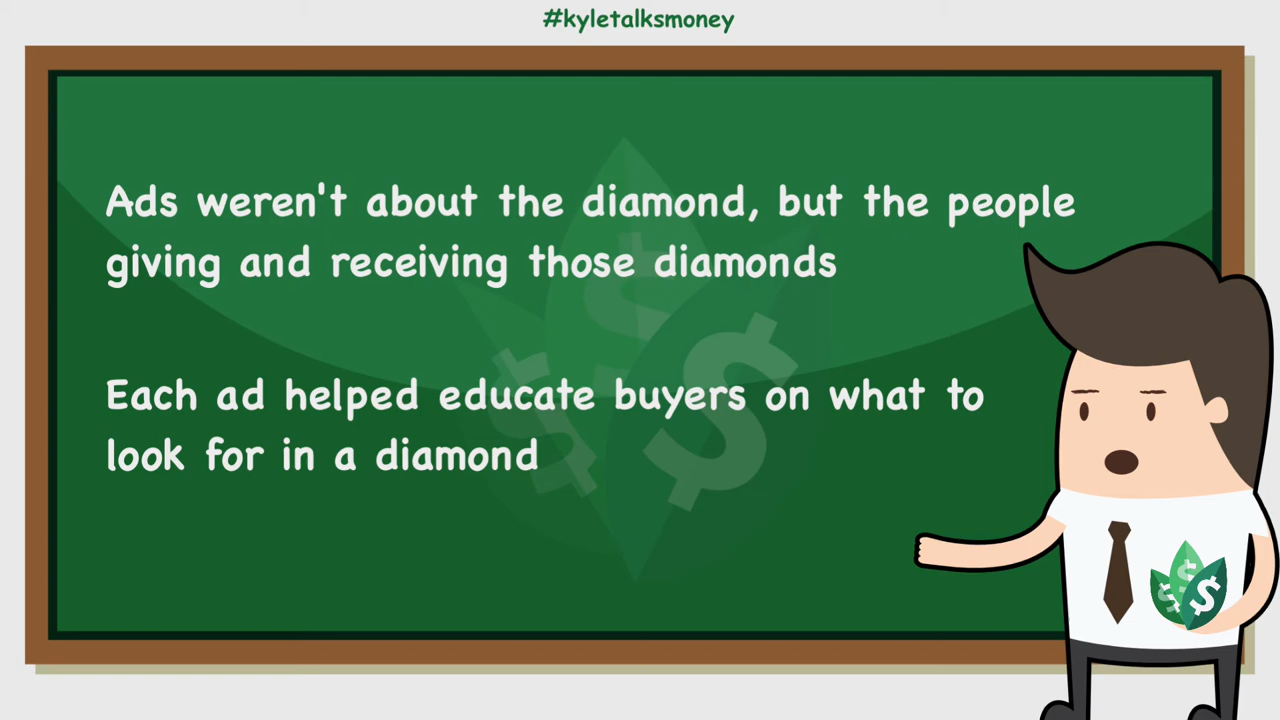 #kyletalksmoney
Ads weren't about the diamond, but the people
giving and receiving those diamonds
Each ad helped educate buyers on what to
look for in a diamond